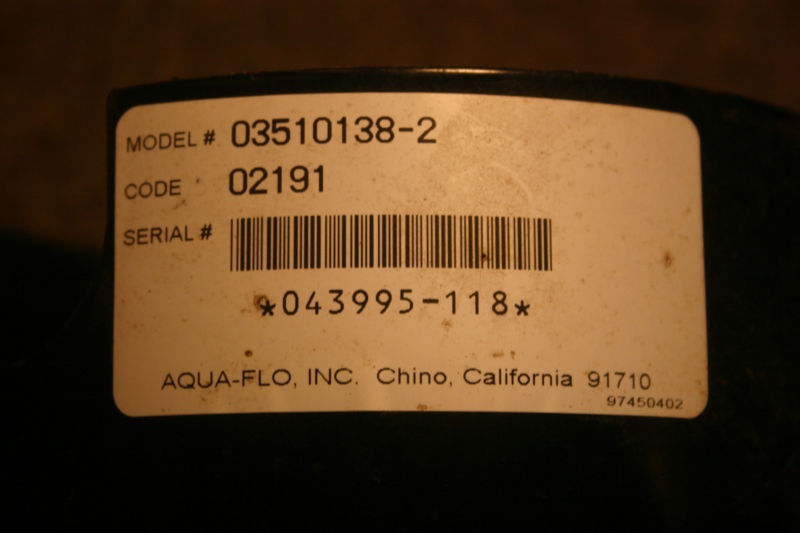 MODEL # 03510138-2
CODE 02191
SERIAL #
*043995-118*
AQUA-FLO, INC. Chino, California 91710
97450402